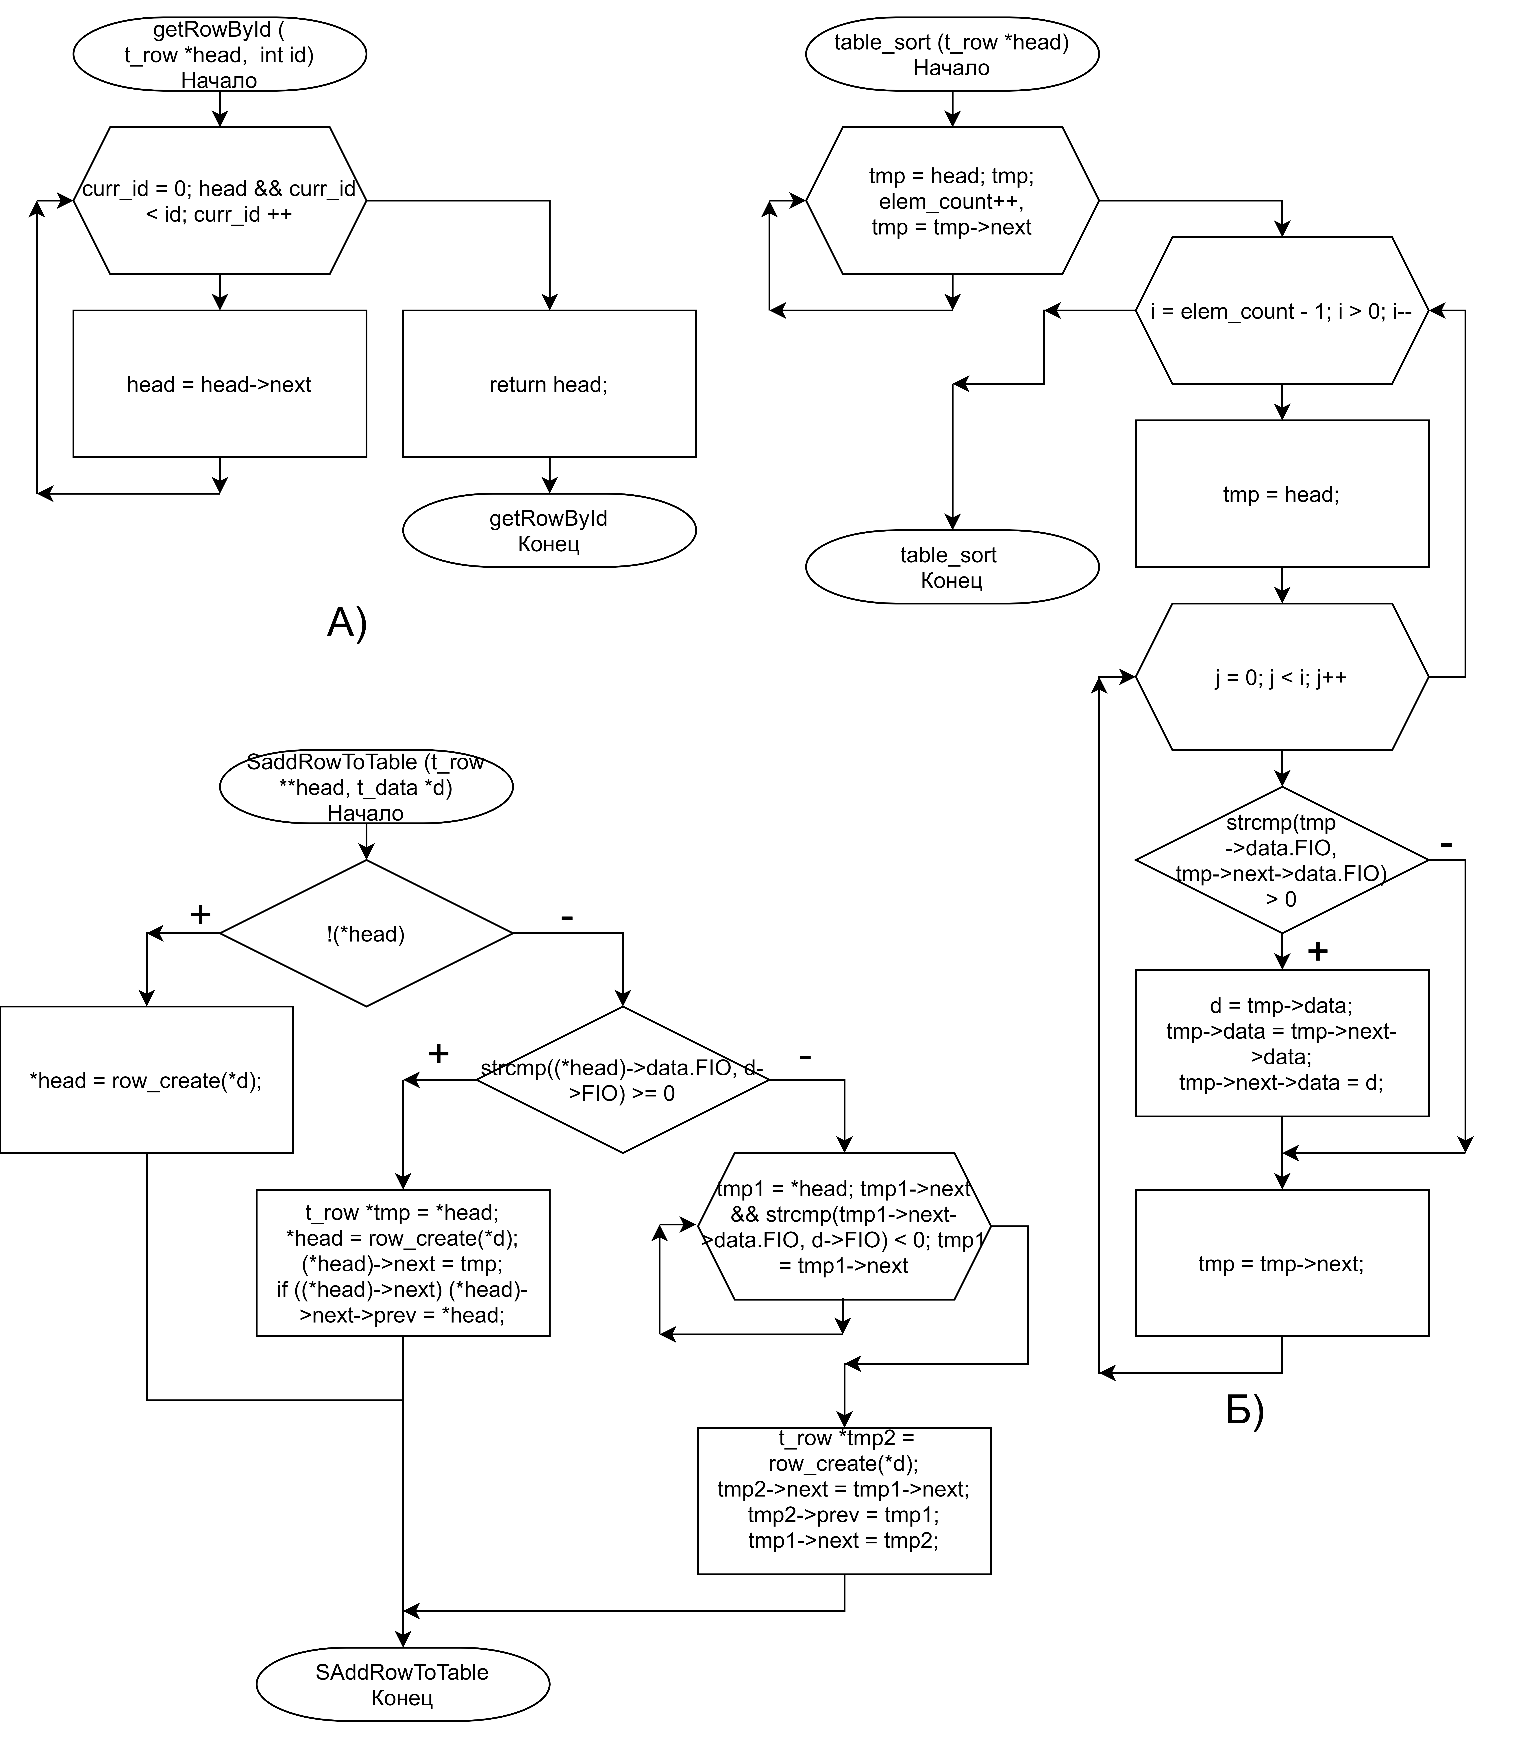 getRowById (
t_row *head,  int id)
Начало
curr_id = 0; head && curr_id
< id; curr_id ++
head = head->next
return head;
getRowById
Конец
А)
table_sort (t_row *head)
Начало
tmp = head; tmp;
elem_count++,
tmp = tmp->next
i = elem_count - 1; i > 0; i--
tmp = head;
table_sort
Конец
j = 0; j < i; j++
strcmp(tmp
->data.FIO,
tmp->next->data.FIO)
> 0
-
+
d = tmp->data;
tmp->data = tmp->next-
>data;
tmp->next->data = d;
tmp = tmp->next;
Б)
SaddRowToTable (t_row
**head, t_data *d)
Начало
!(*head)
+
-
*head = row_create(*d);
strcmp((*head)->data.FIO, d-
>FIO) >= 0
+
-
t_row *tmp = *head;
*head = row_create(*d);
(*head)->next = tmp;
if ((*head)->next) (*head)-
>next->prev = *head;
tmp1 = *head; tmp1->next
&& strcmp(tmp1->next-
>data.FIO, d->FIO) < 0; tmp1
= tmp1->next
t_row *tmp2 =
row_create(*d);
tmp2->next = tmp1->next;
tmp2->prev = tmp1;
tmp1->next = tmp2;
SAddRowToTable
Конец